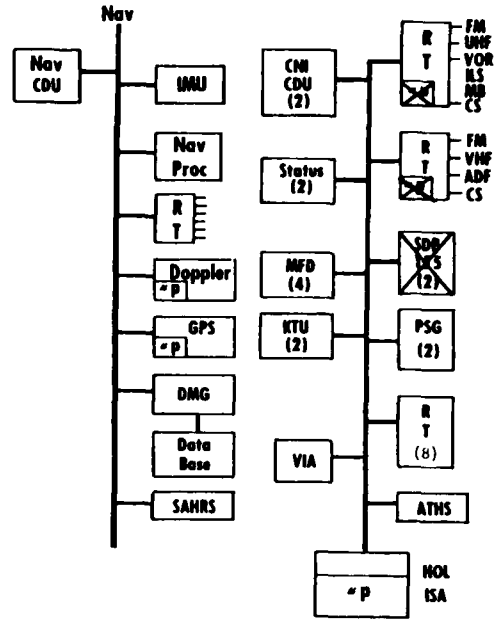 Nav
Nav
CDU
IMU
Nav
Proc
R
T
Doppler
"P
GPS
"P
DMG
Data
Base
SAHRS
CNI
CDU
(2)
Status
(2)
MFD
(4)
KTU
(2)
VIA
R
T
FM
UHF
VOR
ILS
MB
CS
R
T
FM
VHF
ADF
CS
(2)
PSG
(2)
R
T
(8)
ATHS
"P
HOL
ISA